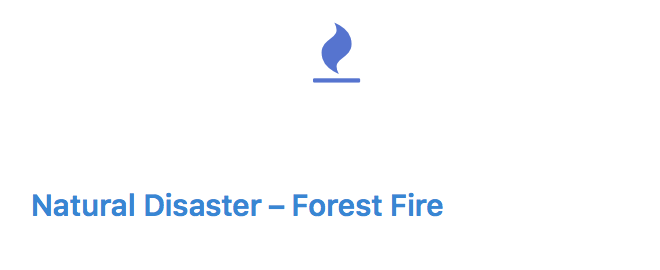 Natural Disaster – Forest Fire